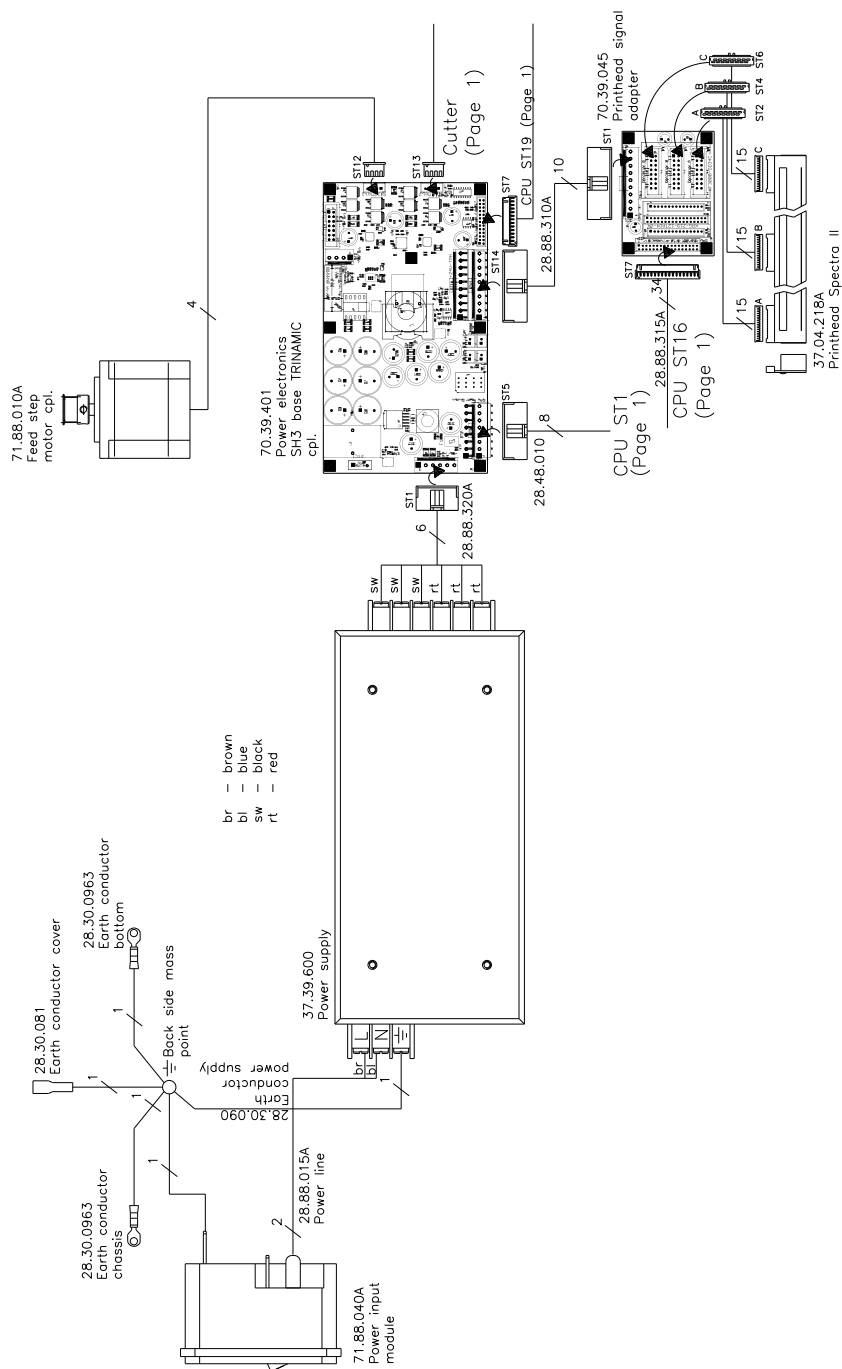 71.88.010A
Feed step
motor cpl.
4
70.39.401
Power electronics
SH3 base TRINAMIC
cpl.
ST12
ST13
Cutter
(Page 1)
ST7
CPU ST19 (Page 1)
ST14
28.88.310A
10
ST5
28.48.010
8
CPU ST1
(Page 1)
ST1
6
28.88.320A
70.39.045
Printhead signal
adapter
ST1
ST7
34
28.88.315A
CPU ST16
(Page 1)
A
B
C
ST2
ST4
ST6
15
15
15
A
B
C
37.04.218A
Printhead Spectra II
sw
sw
sw
rt
rt
rt
br – brown
bl – blue
sw – black
rt – red
37.39.600
Power supply
L
N
br
bl
1
28.30.090
Earth
conductor
power supply
28.30.081
Earth conductor cover
1
28.30.0963
Earth conductor
bottom
1
Back side mass
point
28.30.0963
Earth conductor
chassis
1
1
2
28.88.015A
Power line
71.88.040A
Power input
module